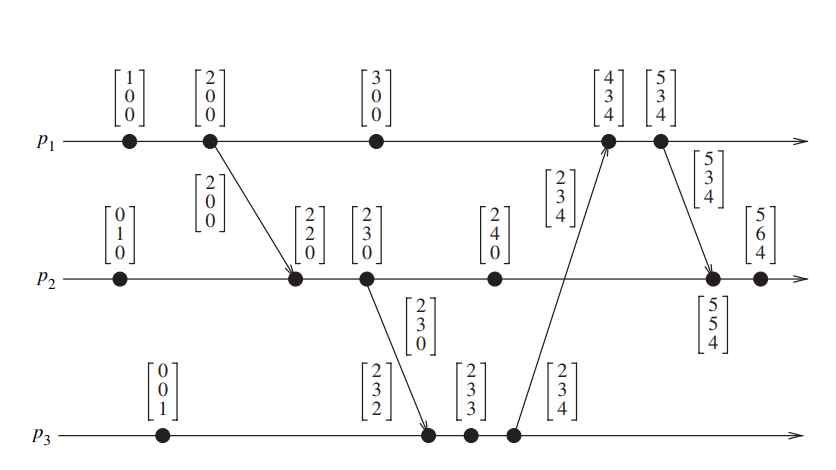 [1 0 0] [2 0 0] [3 0 0] [4 3 4] [5 3 4]
p1
[2 0 0] [2 3 4] [5 3 4]
[0 1 0] [2 2 0] [2 3 0] [2 4 0] [5 6 4]
p2
[2 3 0] [5 5 4]
[0 0 1] [2 3 2] [2 3 3] [2 3 4]
p3